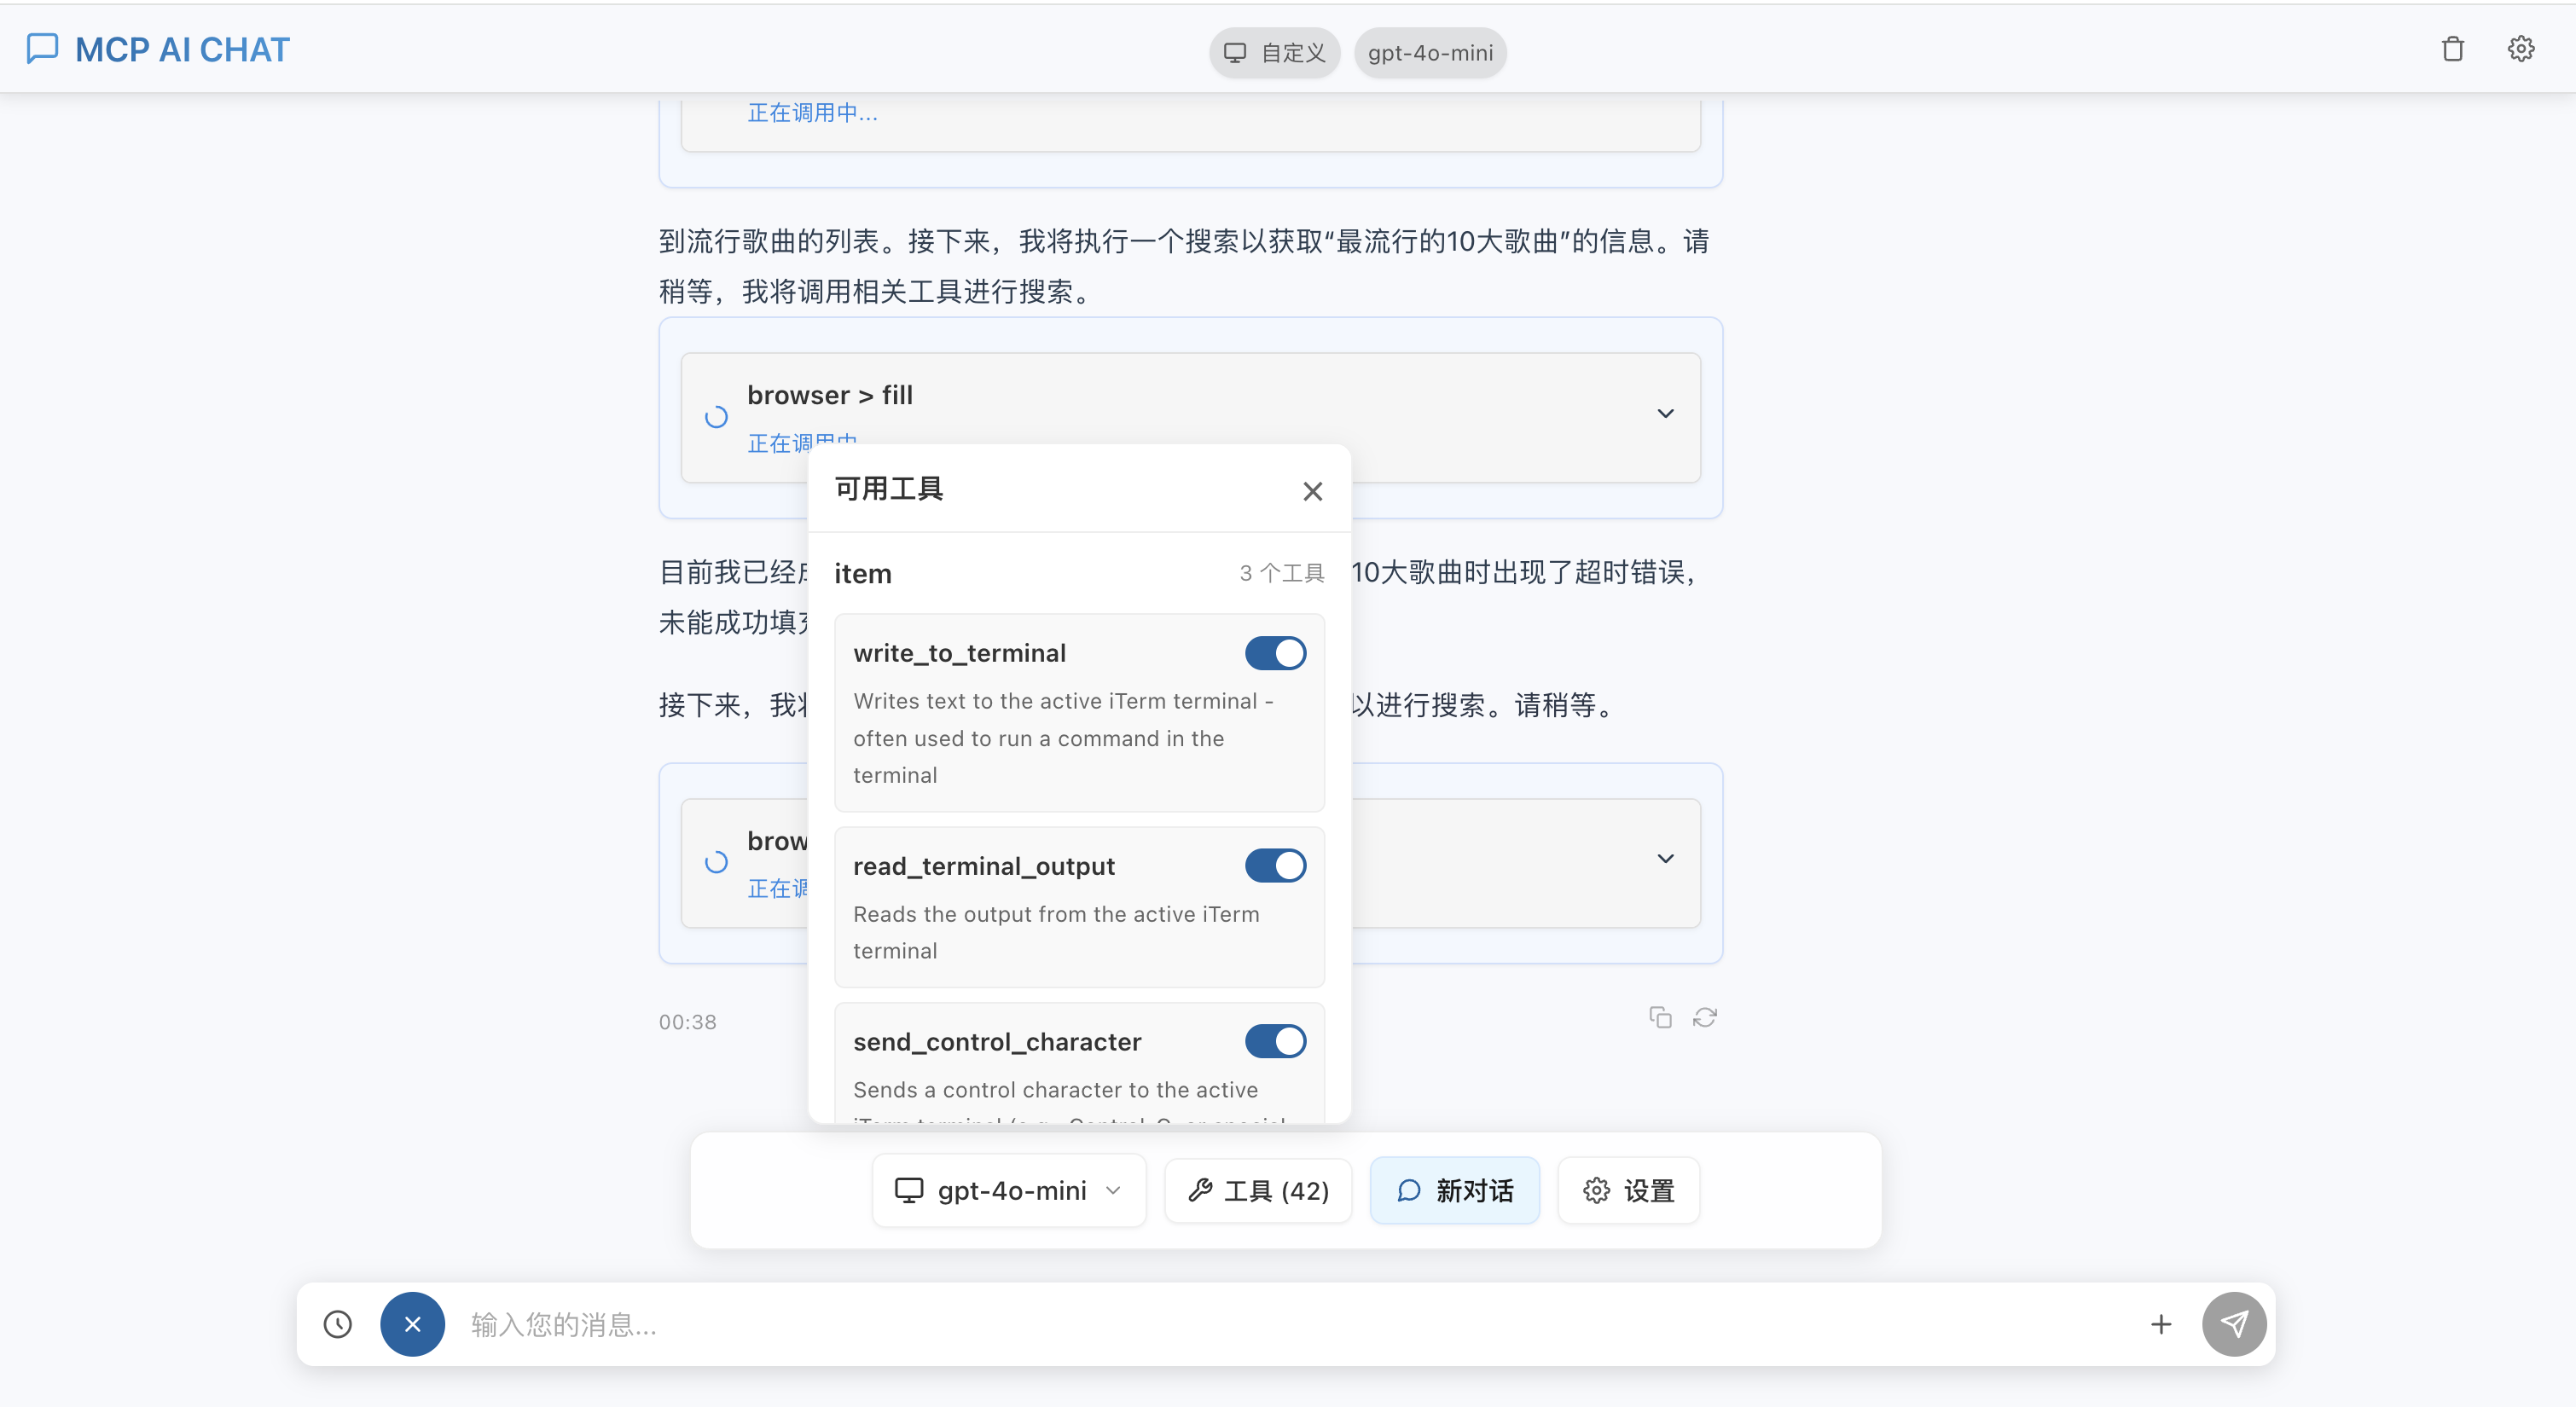 MCP AI CHAT
自定义
gpt-4o-mini
正在调用中...
到流行歌曲的列表。接下来，我将执行一个搜索以获取“最流行的10大歌曲”的信息。请
稍等，我将调用相关工具进行搜索。
browser > fill
正在调用中
可用工具
item
3 个工具
write_to_terminal
Writes text to the active iTerm terminal -
often used to run a command in the
terminal
read_terminal_output
Reads the output from the active iTerm
terminal
send_control_character
Sends a control character to the active
目前我已经
10大歌曲时出现了超时错误，
未能成功填
接下来，我
以进行搜索。请稍等。
brow
正在调
00:38
gpt-4o-mini
工具 (42)
新对话
设置
输入您的消息...